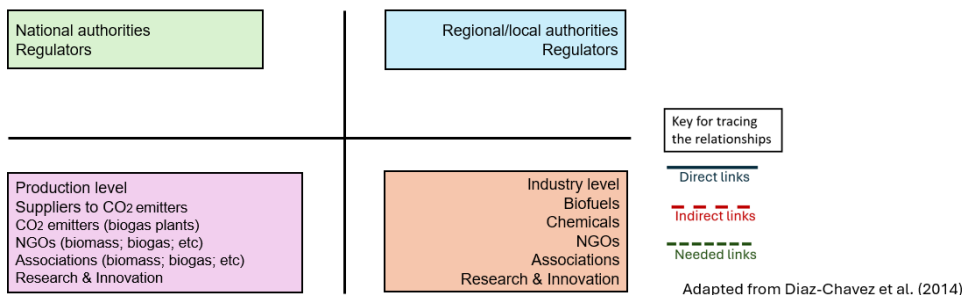 National authorities
Regulators
Regional/local authorities
Regulators
Key for tracing
the relationships
Direct links
Indirect links
Needed links
Production level
Suppliers to CO2 emitters
CO2 emitters (biogas plants)
NGOs (biomass; biogas; etc)
Associations (biomass; biogas; etc)
Research & Innovation
Industry level
Biofuels
Chemicals
NGOs
Associations
Research & Innovation
Adapted from Diaz-Chavez et al. (2014)